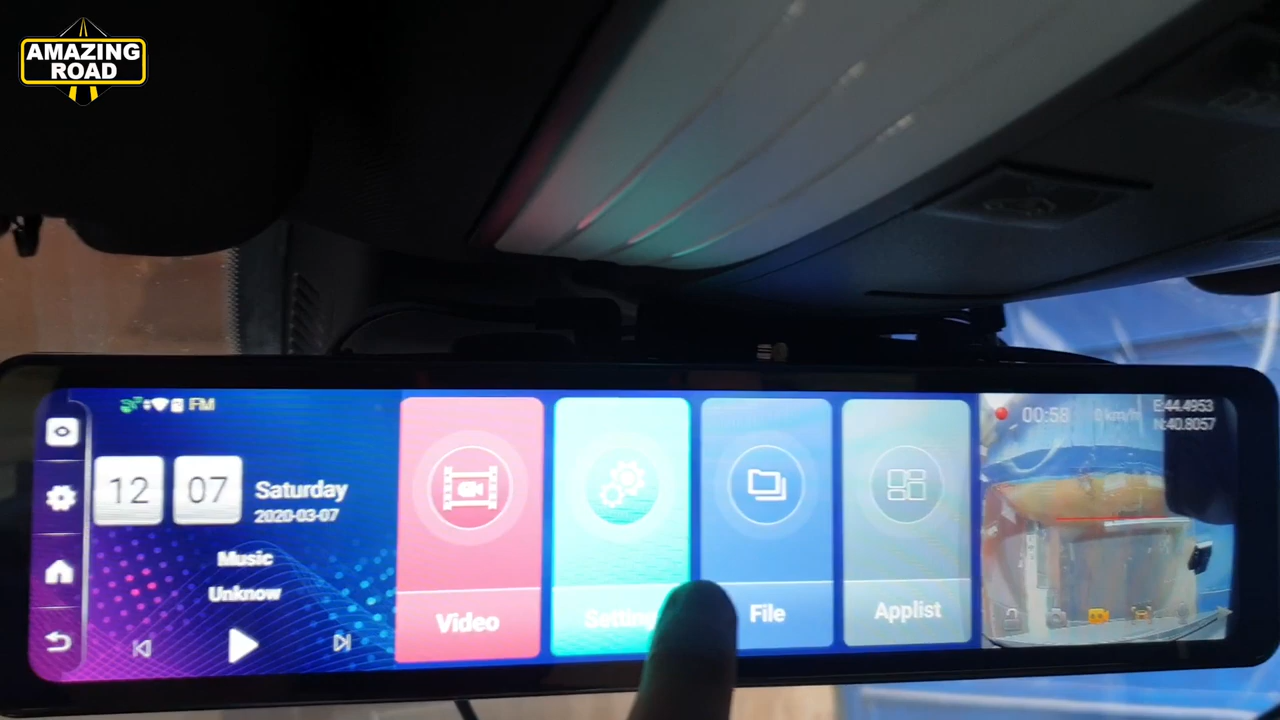 AMAZING
ROAD
FM
12
07
Saturday
2020-03-07
Music
Unknow
Video
Setting
File
Applist
00:58
0 km/h
E:44.4953
N:40.8057